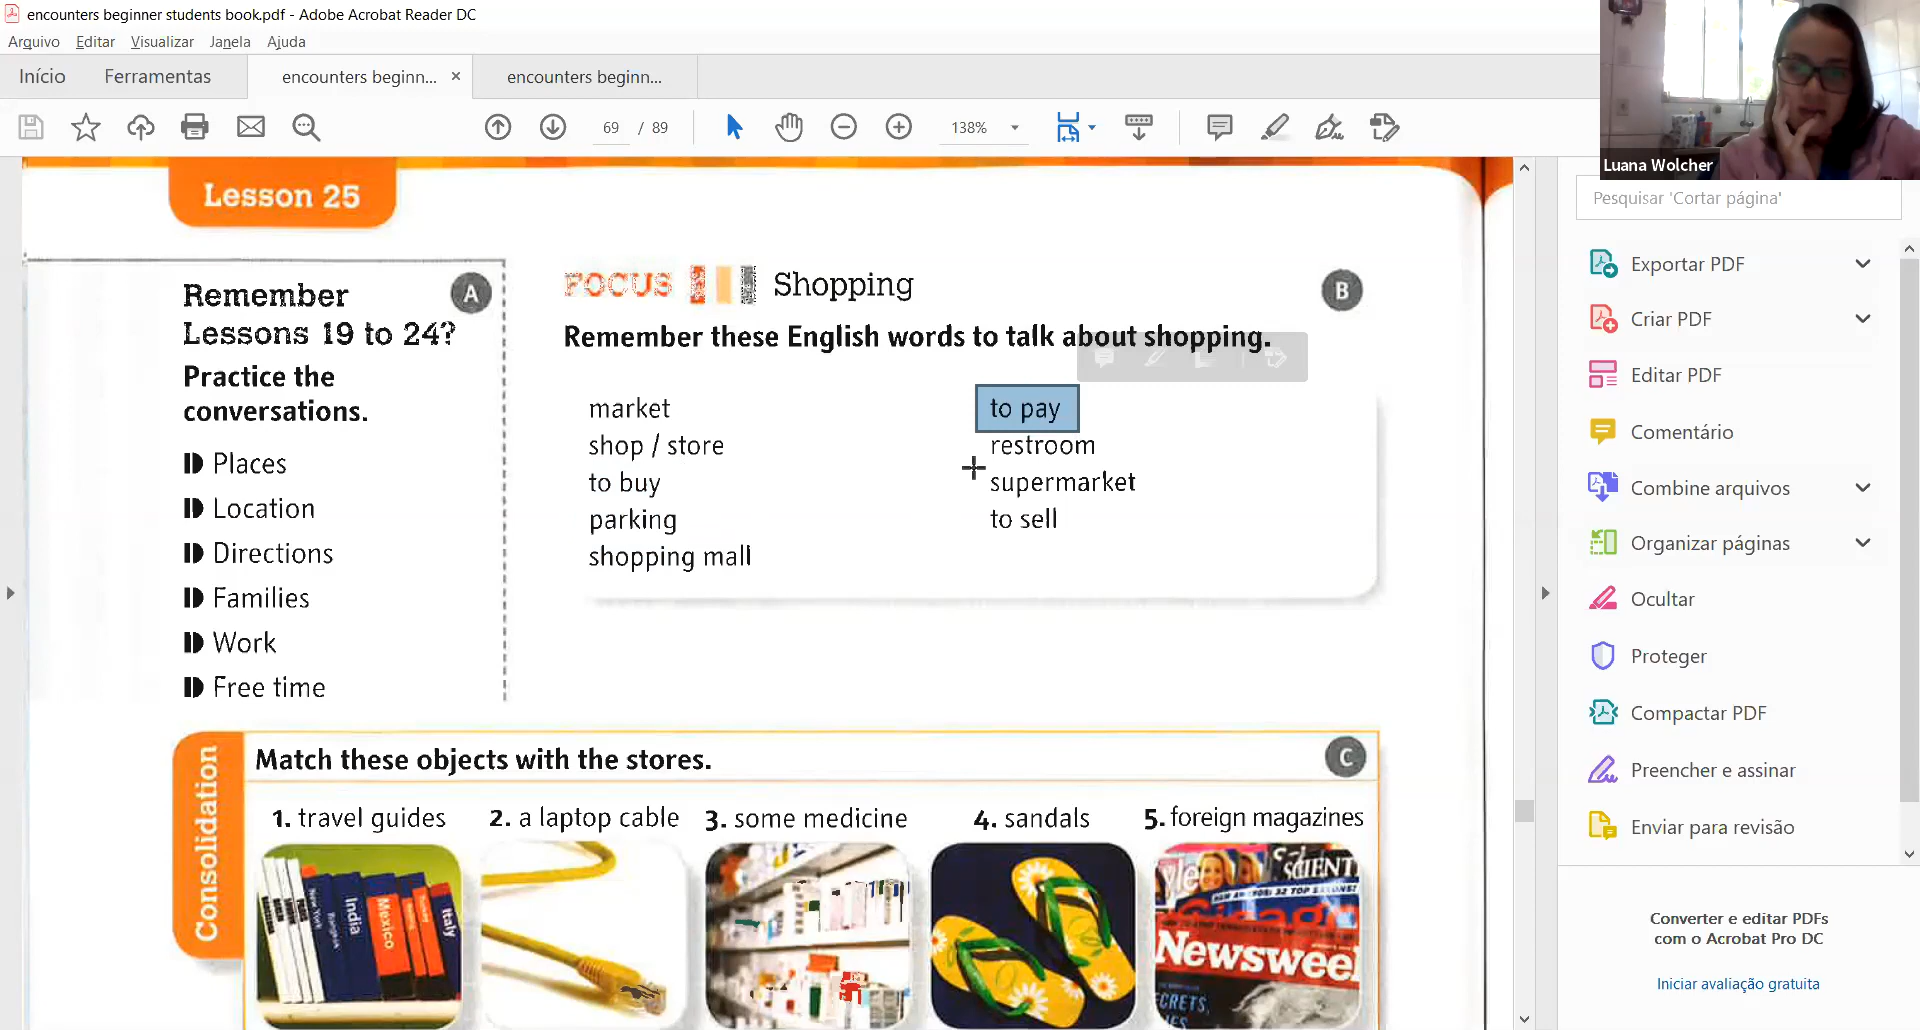 encounters beginner students book.pdf - Adobe Acrobat Reader DC
Arquivo Editar Visualizar Janela Ajuda
Início Ferramentas encounters beginn... × encounters beginn...
69 / 89 138%
Luana Wolcher
Lesson 25
Remember
Lessons 19 to 24?
A
Practice the
conversations.
Places
Location
Directions
Families
Work
Free time
FOCUS Shopping
B
Remember these English words to talk about shopping.
market
shop / store
to buy
parking
shopping mall
to pay
restroom
supermarket
to sell
Consolidation
Match these objects with the stores.
C
1. travel guides 2. a laptop cable 3. some medicine 4. sandals 5. foreign magazines
New York
India
Mexico
Italy
SCIENT
Newsweek
SECRETS,
Pesquisar 'Cortar página'
Exportar PDF
Criar PDF
Editar PDF
Comentário
Combine arquivos
Organizar páginas
Ocultar
Proteger
Compactar PDF
Preencher e assinar
Enviar para revisão
Converter e editar PDFs
com o Acrobat Pro DC
Iniciar avaliação gratuita